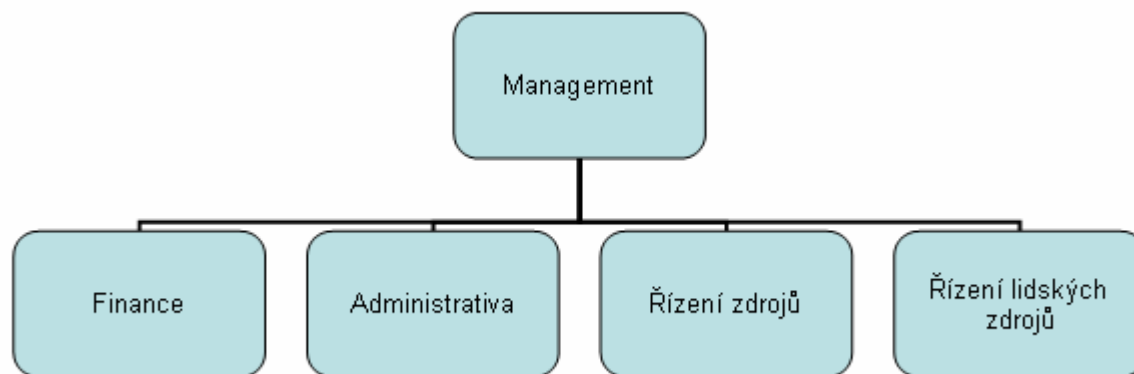 Management
Finance
Administrativa
Řízení zdrojů
Řízení lidských
zdrojů